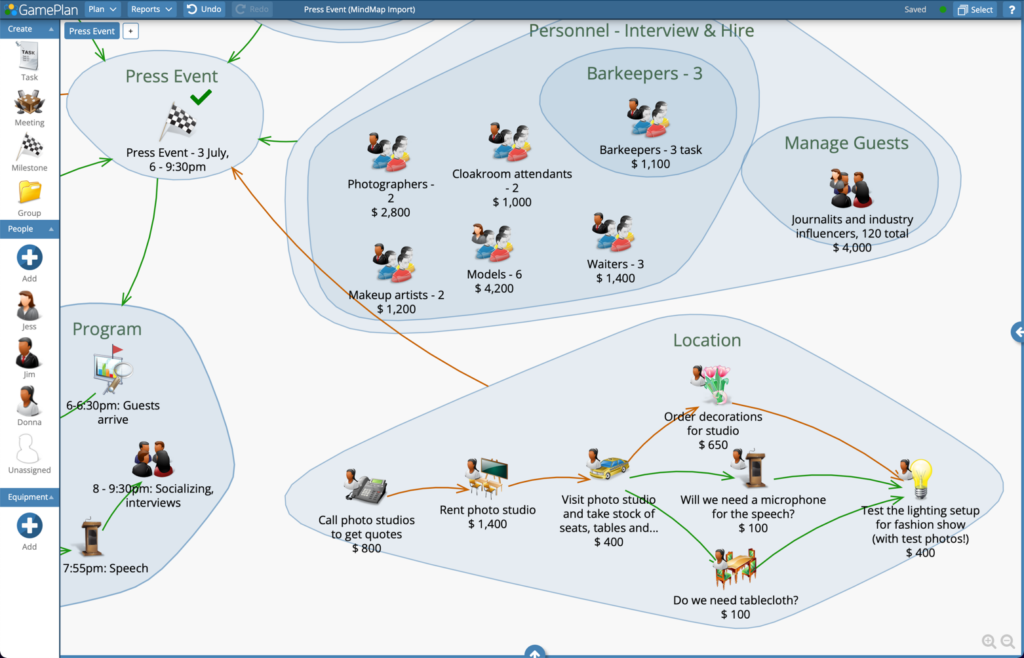 GamePlan
Plan
Reports
Undo
Redo
Press Event (MindMap Import)
Saved
Select
?
Create
Press Event
+
TASK
Task
Meeting
Milestone
Group
People
Add
Jess
Jim
Donna
Unassigned
Equipment
Add
Press Event
Press Event - 3 July,
6 - 9:30pm
Personnel - Interview & Hire
Barkeepers - 3
Barkeepers - 3 task
$ 1,100
Photographers -
2
$ 2,800
Cloakroom attendants
- 2
$ 1,000
Makeup artists - 2
$ 1,200
Models - 6
$ 4,200
Waiters - 3
$ 1,400
Manage Guests
Journalits and industry
influencers, 120 total
$ 4,000
Program
6-6:30pm: Guests
arrive
8 - 9:30pm: Socializing,
interviews
7:55pm: Speech
Location
Order decorations
for studio
$ 650
Call photo studios
to get quotes
$ 800
Rent photo studio
$ 1,400
Visit photo studio
and take stock of
seats, tables and...
$ 400
Will we need a microphone
for the speech?
$ 100
Test the lighting setup
for fashion show
(with test photos!)
$ 400
Do we need tablecloth?
$ 100